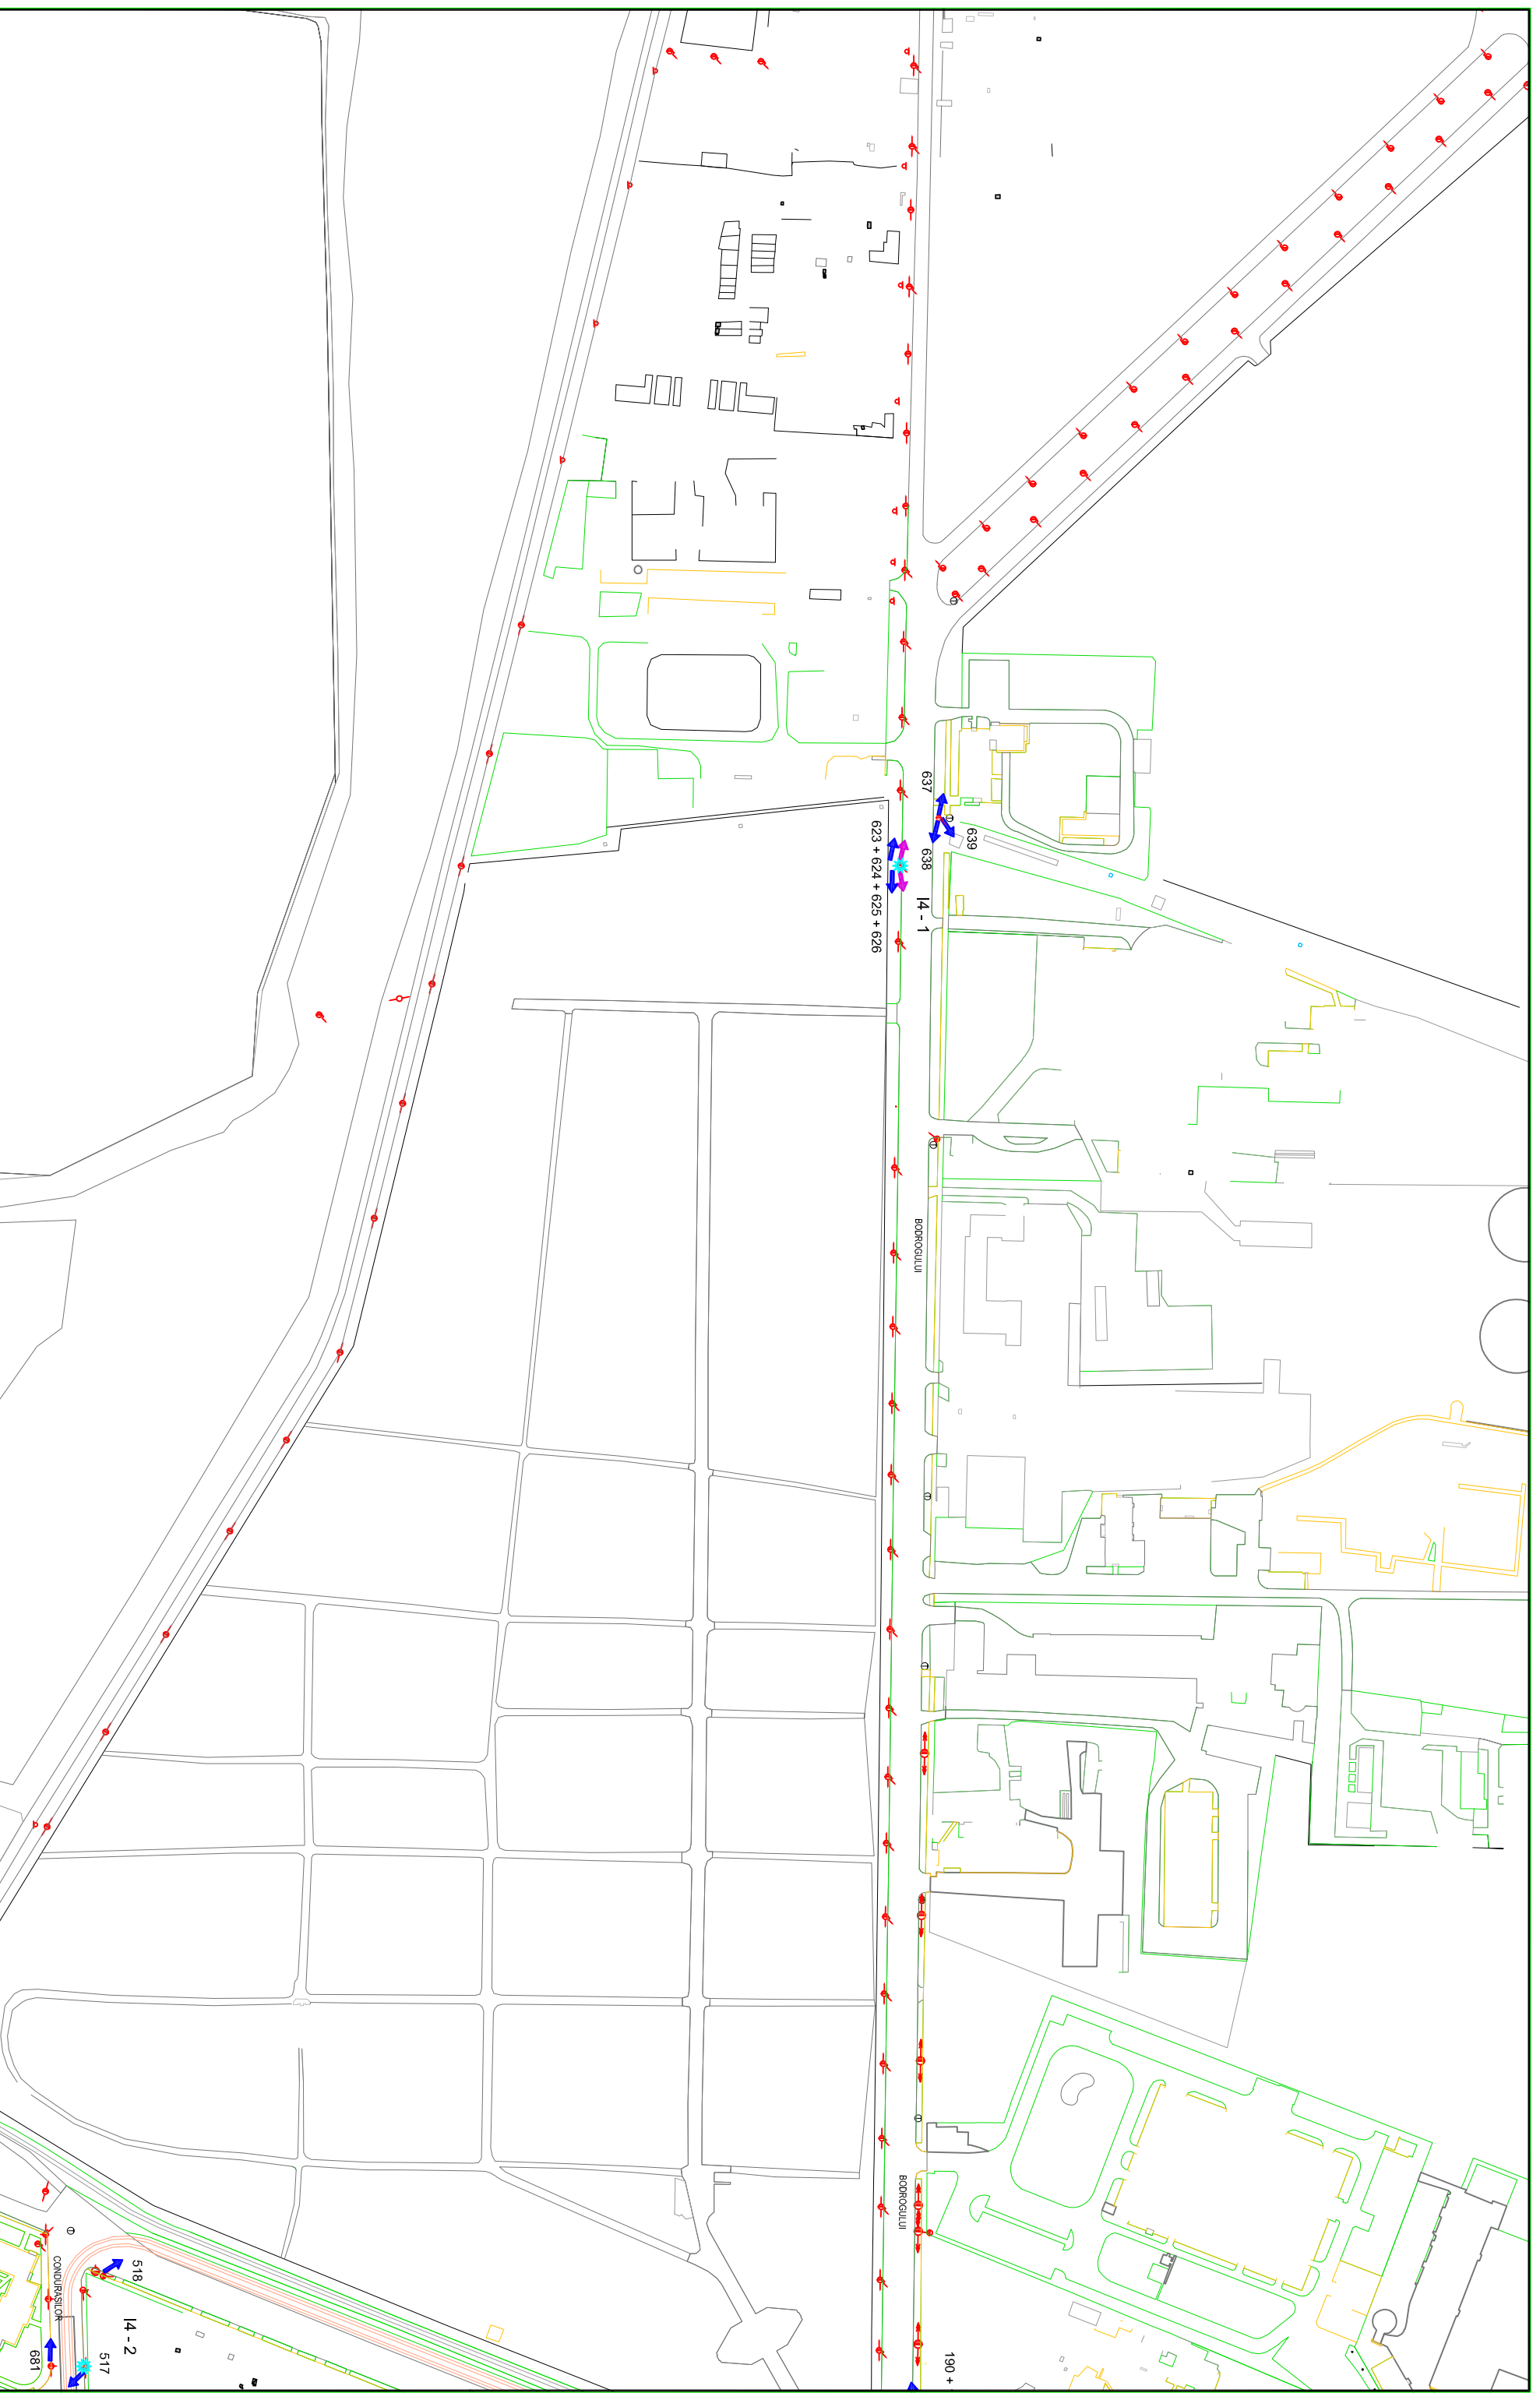 637
639
638
623 + 624 + 625 + 626
I4 - 1
BODROGULUI
BODROGULUI
190 +
518
CONDURASILOR
I4 - 2
517
681